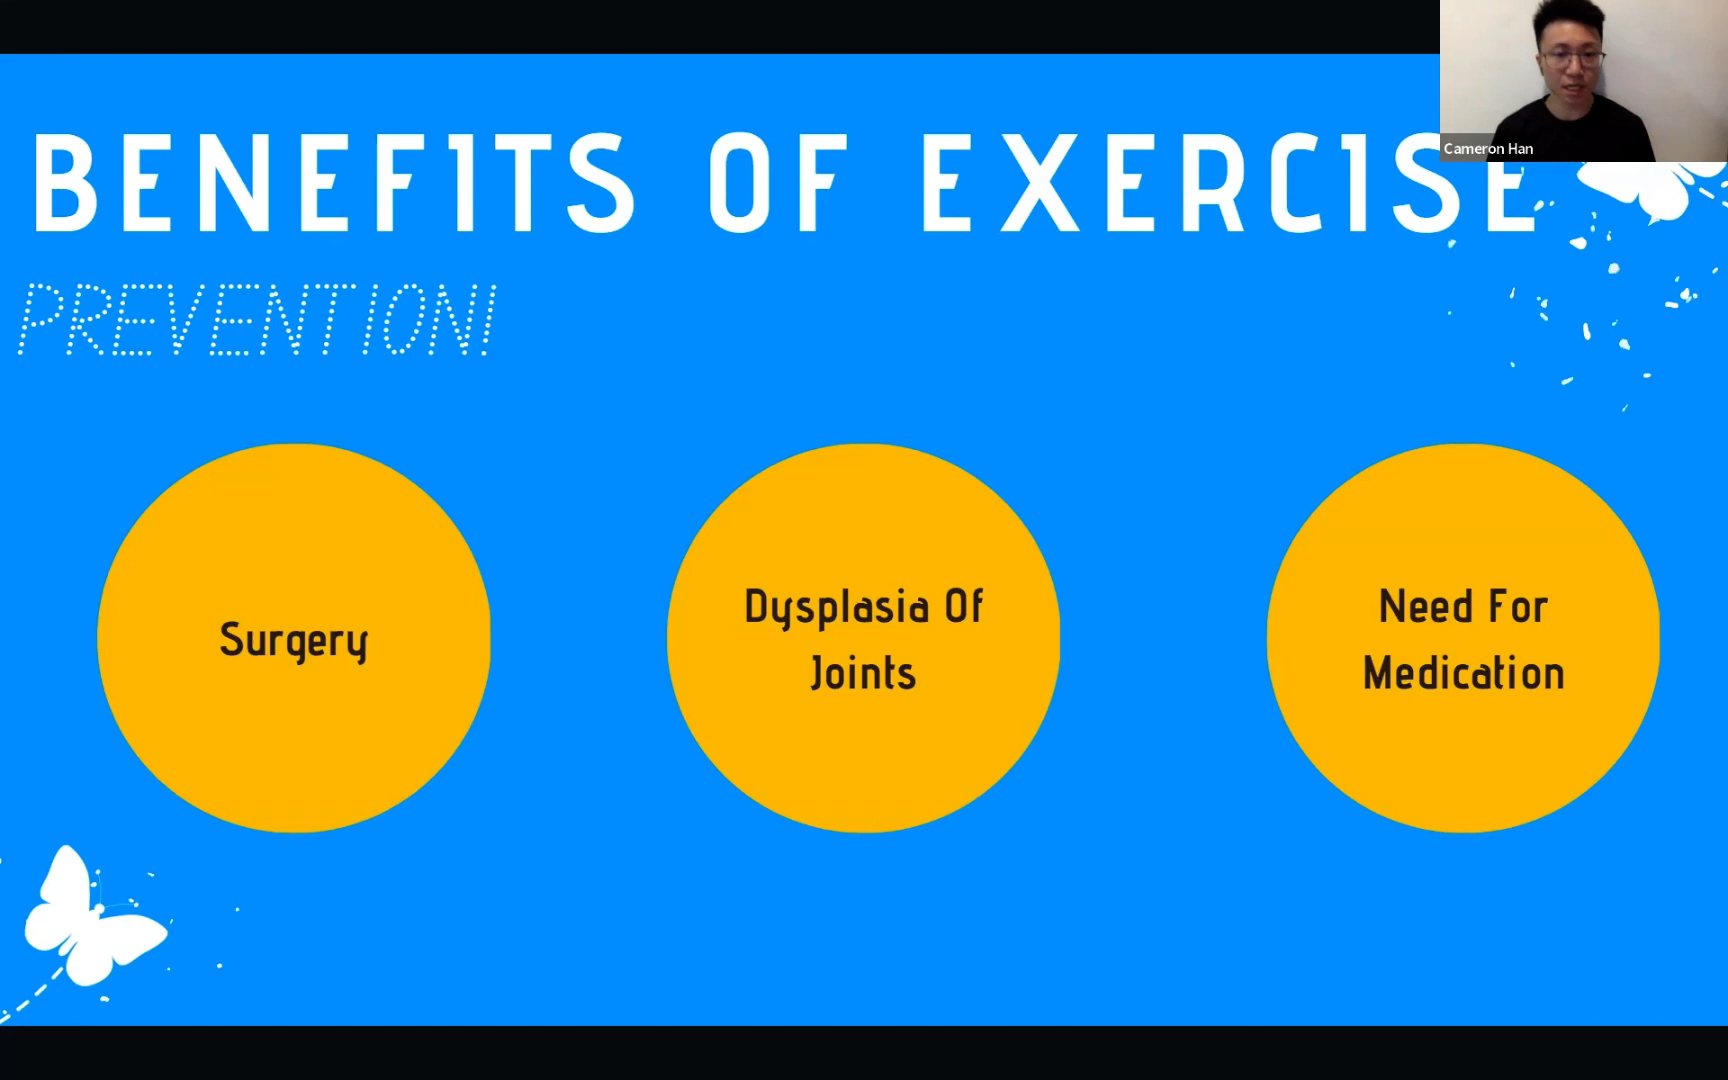 BENEFITS OF EXERCISE
PREVENTION!
Surgery
Dysplasia Of
Joints
Need For
Medication
Cameron Han